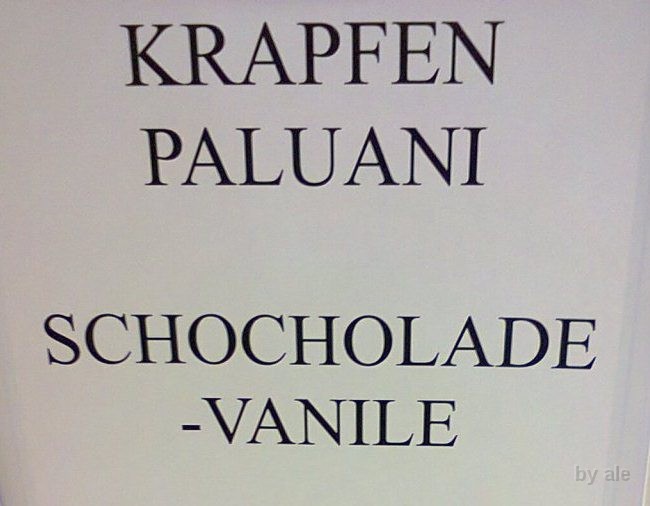 KRAPFEN
PALUANI
SCHOCHOLADE
-VANILE
by ale